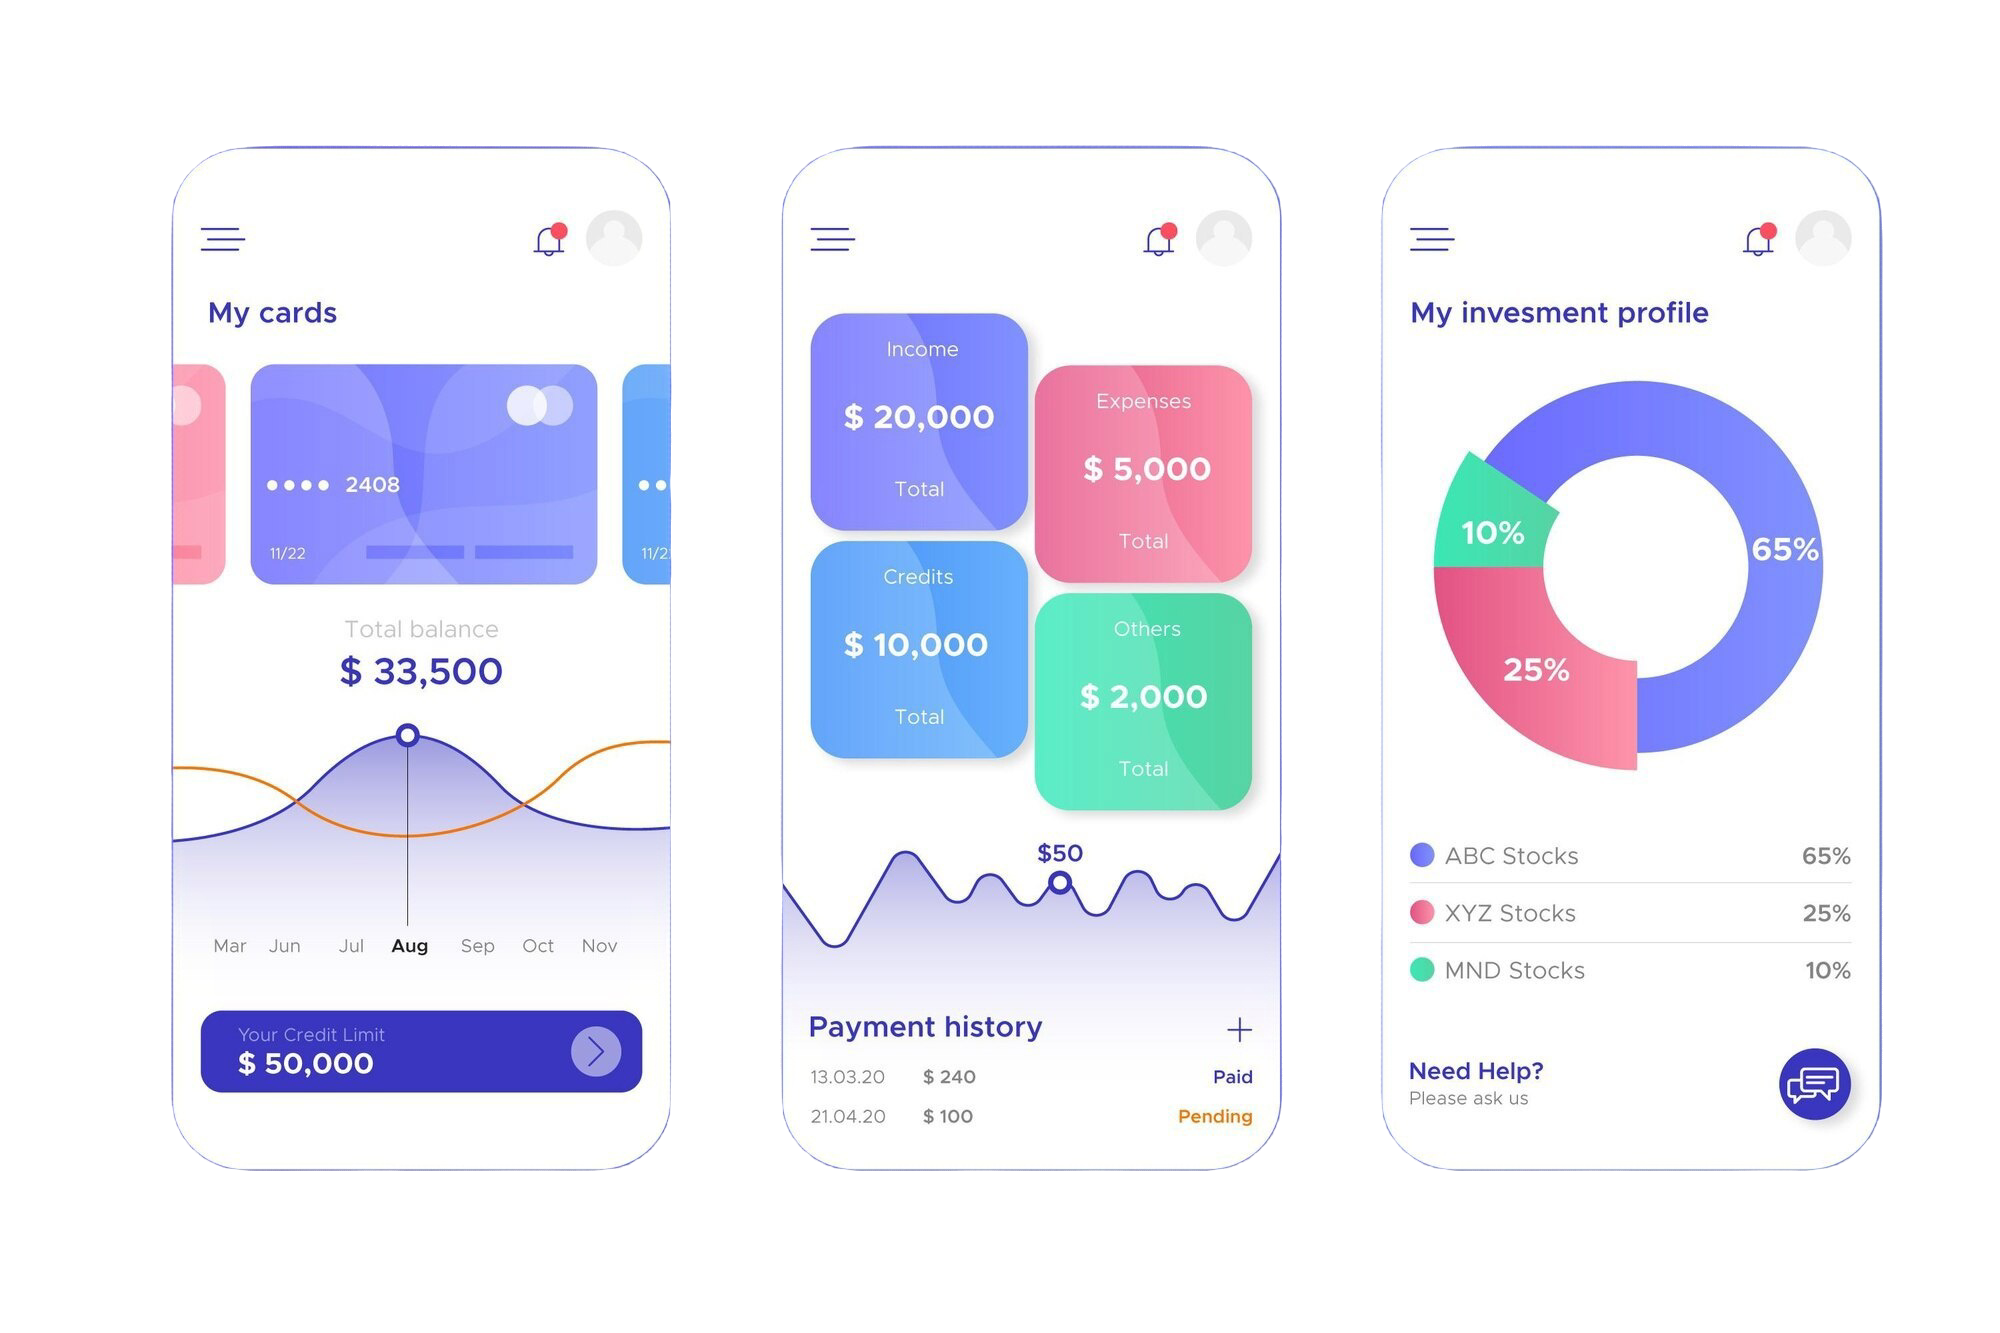 My cards
2408
11/22
11/2
Total balance
$ 33,500
Mar Jun Jul Aug Sep Oct Nov
Your Credit Limit
$ 50,000
Income
$ 20,000
Total
Expenses
$ 5,000
Total
Credits
$ 10,000
Total
Others
$ 2,000
Total
$50
Payment history
13.03.20 $ 240 Paid
21.04.20 $ 100 Pending
My invesment profile
10%
65%
25%
ABC Stocks 65%
XYZ Stocks 25%
MND Stocks 10%
Need Help?
Please ask us